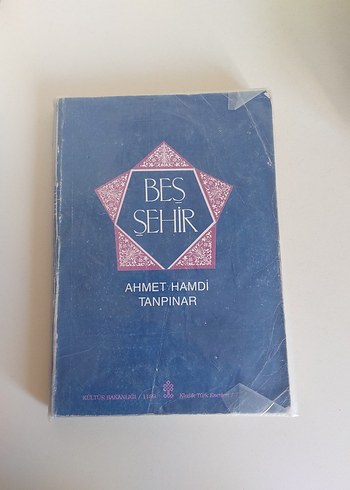 BEŞ
ŞEHİR
AHMET HAMDİ
TANPINAR
KÜLTÜR BAKANLIĞI /